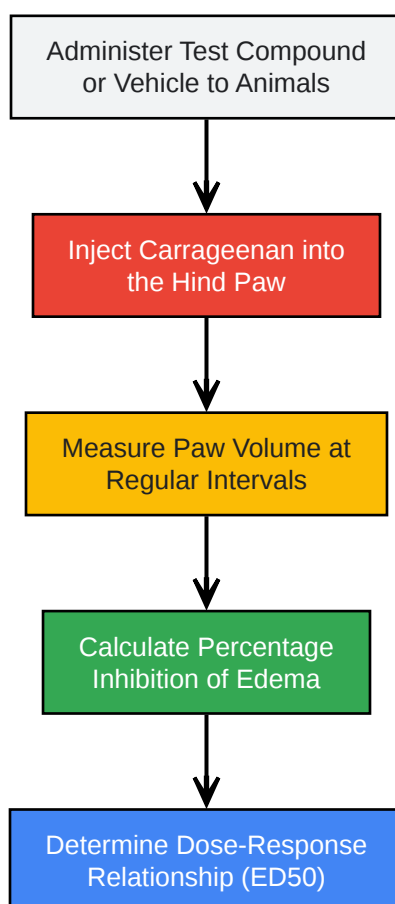 Administer Test Compound
or Vehicle to Animals
Inject Carrageenan into
the Hind Paw
Measure Paw Volume at
Regular Intervals
Calculate Percentage
Inhibition of Edema
Determine Dose-Response
Relationship (ED50)